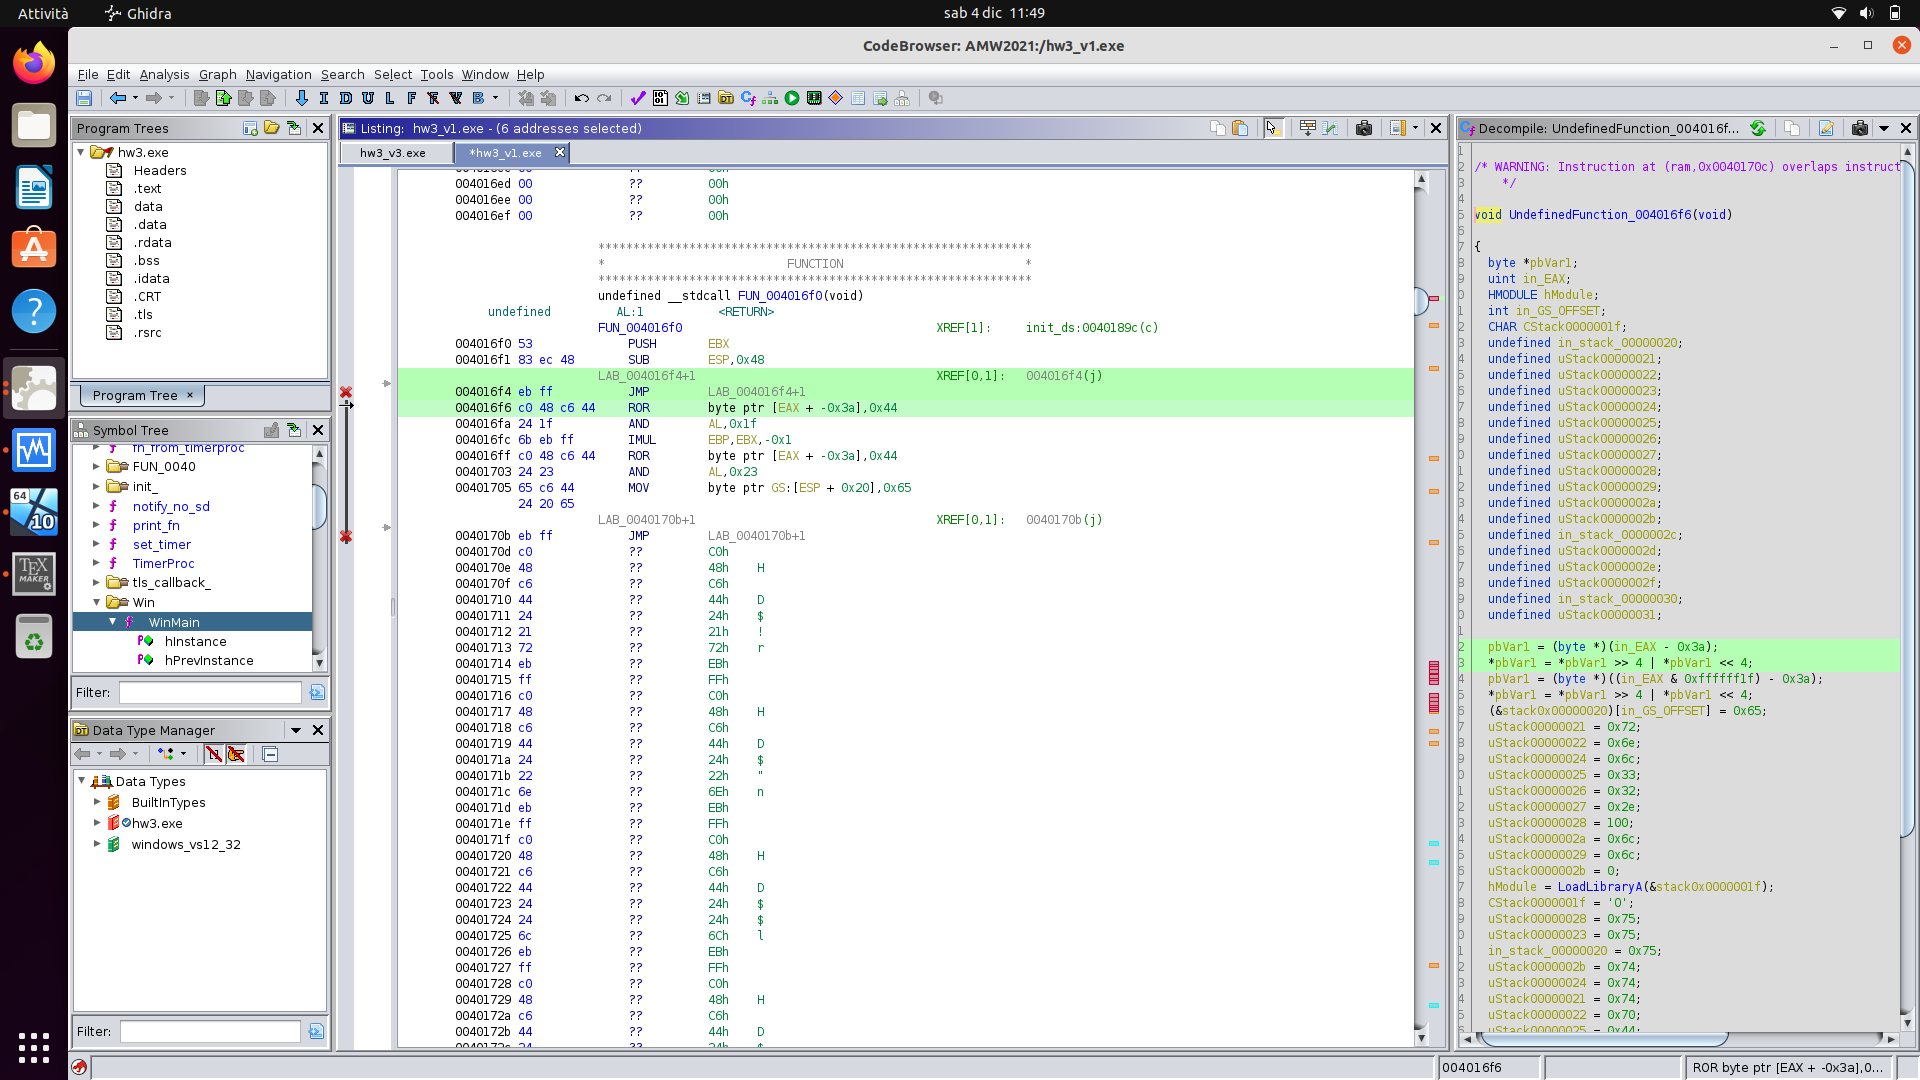 Attività
Ghidra
sab 4 dic 11:49
CodeBrowser: AMW2021:/hw3_v1.exe
File Edit Analysis Graph Navigation Search Select Tools Window Help
Program Trees
hw3.exe
Headers
.text
data
.data
.rdata
.bss
.idata
.CRT
.tls
.rsrc
Program Tree ×
Symbol Tree
fn_from_timerproc
FUN_0040
init_
notify_no_sd
print_fn
set_timer
TimerProc
tls_callback_
Win
WinMain
hInstance
hPrevInstance
Filter:
Data Type Manager
Data Types
BuiltInTypes
hw3.exe
windows_vs12_32
Filter:
Listing: hw3_v1.exe - (6 addresses selected)
hw3_v3.exe
*hw3_v1.exe
004016ed 00 ?? 00h
004016ee 00 ?? 00h
004016ef 00 ?? 00h
**************************************************************
* FUNCTION *
**************************************************************
undefined __stdcall FUN_004016f0(void)
undefined AL:1 <RETURN>
FUN_004016f0 XREF[1]: init_ds:0040189c(c)
004016f0 53 PUSH EBX
004016f1 83 ec 48 SUB ESP,0x48
LAB_004016f4+1 XREF[0,1]: 004016f4(j)
004016f4 eb ff JMP LAB_004016f4+1
004016f6 c0 48 c6 44 ROR byte ptr [EAX + -0x3a],0x44
004016fa 24 1f AND AL,0x1f
004016fc 6b eb ff IMUL EBP,EBX,-0x1
004016ff c0 48 c6 44 ROR byte ptr [EAX + -0x3a],0x44
00401703 24 23 AND AL,0x23
00401705 65 c6 44 MOV byte ptr GS:[ESP + 0x20],0x65
24 20 65
LAB_0040170b+1 XREF[0,1]: 0040170b(j)
0040170b eb ff JMP LAB_0040170b+1
0040170d c0 ?? C0h
0040170e 48 ?? 48h H
0040170f c6 ?? C6h
00401710 44 ?? 44h D
00401711 24 ?? 24h $
00401712 21 ?? 21h !
00401713 72 ?? 72h r
00401714 eb ?? EBh
00401715 ff ?? FFh
00401716 c0 ?? C0h
00401717 48 ?? 48h H
00401718 c6 ?? C6h
00401719 44 ?? 44h D
0040171a 24 ?? 24h $
0040171b 22 ?? 22h "
0040171c 6e ?? 6Eh n
0040171d eb ?? EBh
0040171e ff ?? FFh
0040171f c0 ?? C0h
00401720 48 ?? 48h H
00401721 c6 ?? C6h
00401722 44 ?? 44h D
00401723 24 ?? 24h $
00401724 24 ?? 24h $
00401725 6c ?? 6Ch l
00401726 eb ?? EBh
00401727 ff ?? FFh
00401728 c0 ?? C0h
00401729 48 ?? 48h H
0040172a c6 ?? C6h
0040172b 44 ?? 44h D
Decompile: UndefinedFunction_004016f...
/* WARNING: Instruction at (ram,0x0040170c) overlaps instruct
*/
void UndefinedFunction_004016f6(void)
{
byte *pbVar1;
uint in_EAX;
HMODULE hModule;
int in_GS_OFFSET;
CHAR CStack0000001f;
undefined in_stack_00000020;
undefined uStack00000021;
undefined uStack00000022;
undefined uStack00000023;
undefined uStack00000024;
undefined uStack00000025;
undefined uStack00000026;
undefined uStack00000027;
undefined uStack00000028;
undefined uStack00000029;
undefined uStack0000002a;
undefined uStack0000002b;
undefined in_stack_0000002c;
undefined uStack0000002d;
undefined uStack0000002e;
undefined uStack0000002f;
undefined in_stack_00000030;
undefined uStack00000031;
pbVar1 = (byte *)(in_EAX - 0x3a);
*pbVar1 = *pbVar1 >> 4 | *pbVar1 << 4;
pbVar1 = (byte *)((in_EAX & 0xffffff1f) - 0x3a);
*pbVar1 = *pbVar1 >> 4 | *pbVar1 << 4;
(&stack0x00000020)[in_GS_OFFSET] = 0x65;
uStack00000021 = 0x72;
uStack00000022 = 0x6e;
uStack00000024 = 0x6c;
uStack00000025 = 0x33;
uStack00000026 = 0x32;
uStack00000027 = 0x2e;
uStack00000028 = 100;
uStack0000002a = 0x6c;
uStack00000029 = 0x6c;
uStack0000002b = 0;
hModule = LoadLibraryA(&stack0x0000001f);
CStack0000001f = 'O';
uStack00000028 = 0x75;
uStack00000023 = 0x75;
in_stack_00000020 = 0x75;
uStack0000002b = 0x74;
uStack00000024 = 0x74;
uStack00000021 = 0x74;
uStack00000022 = 0x70;
uStack00000025 = 0x44;
004016f6
ROR byte ptr [EAX + -0x3a],0...
64
10
TEX
MAKER